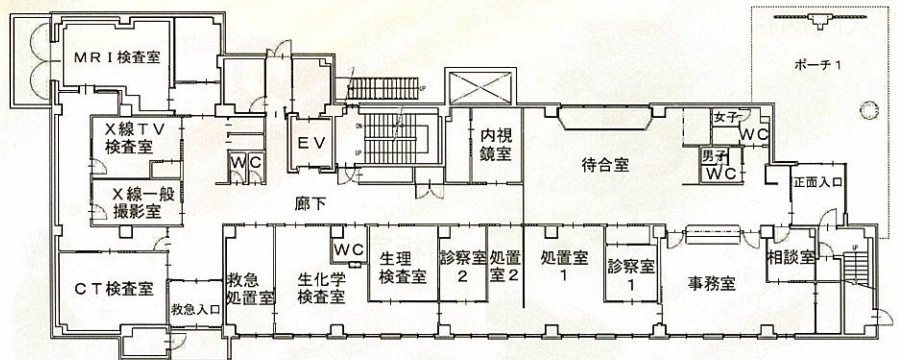 MRI検査室
ポーチ1
X線TV
検査室
WC
EV
DN
UP
UP
内視
鏡室
待合室
女子
WC
男子
WC
X線一般
撮影室
廊下
正面入口
CT検査室
救急入口
救急
処置室
生化学
検査室
WC
生理
検査室
診察室
2
処置
室2
処置室
1
診察室
1
事務室
相談室
UP